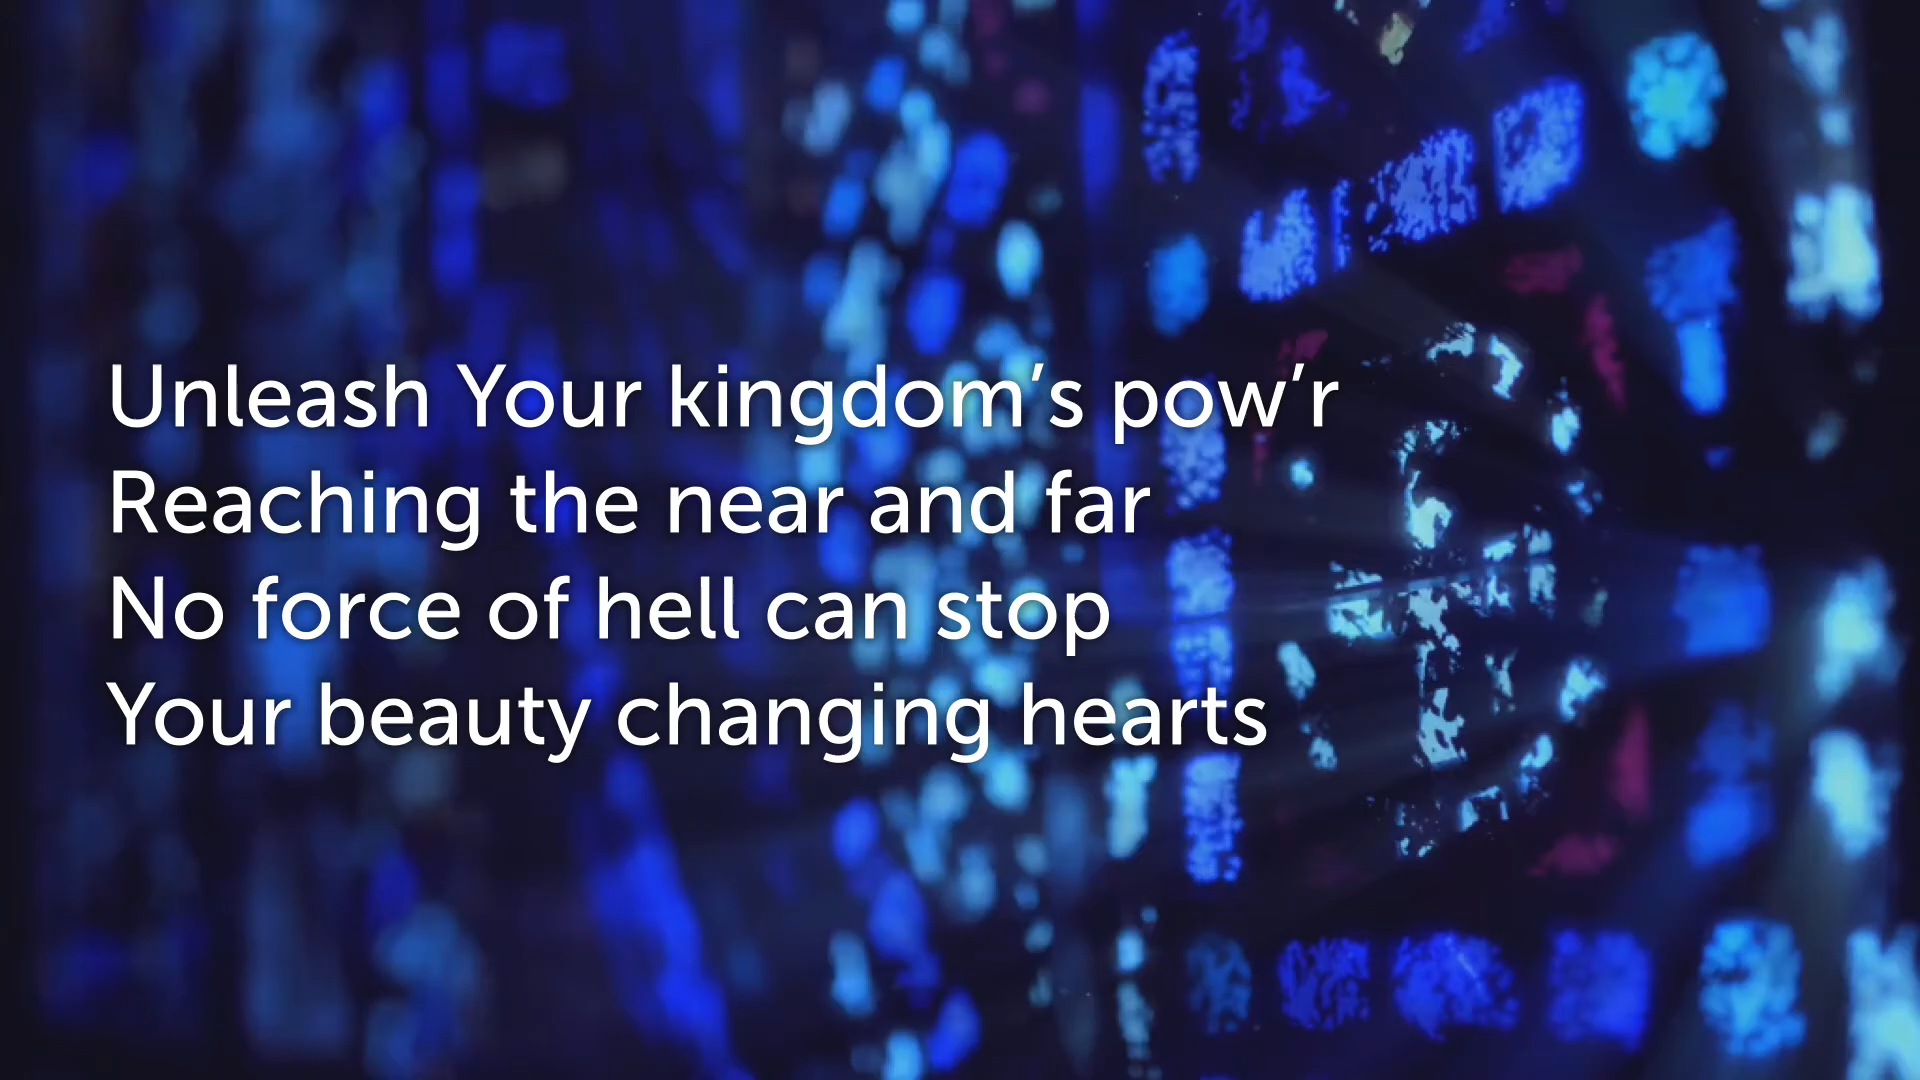 Unleash Your kingdom’s pow’r
Reaching the near and far
No force of hell can stop
Your beauty changing hearts